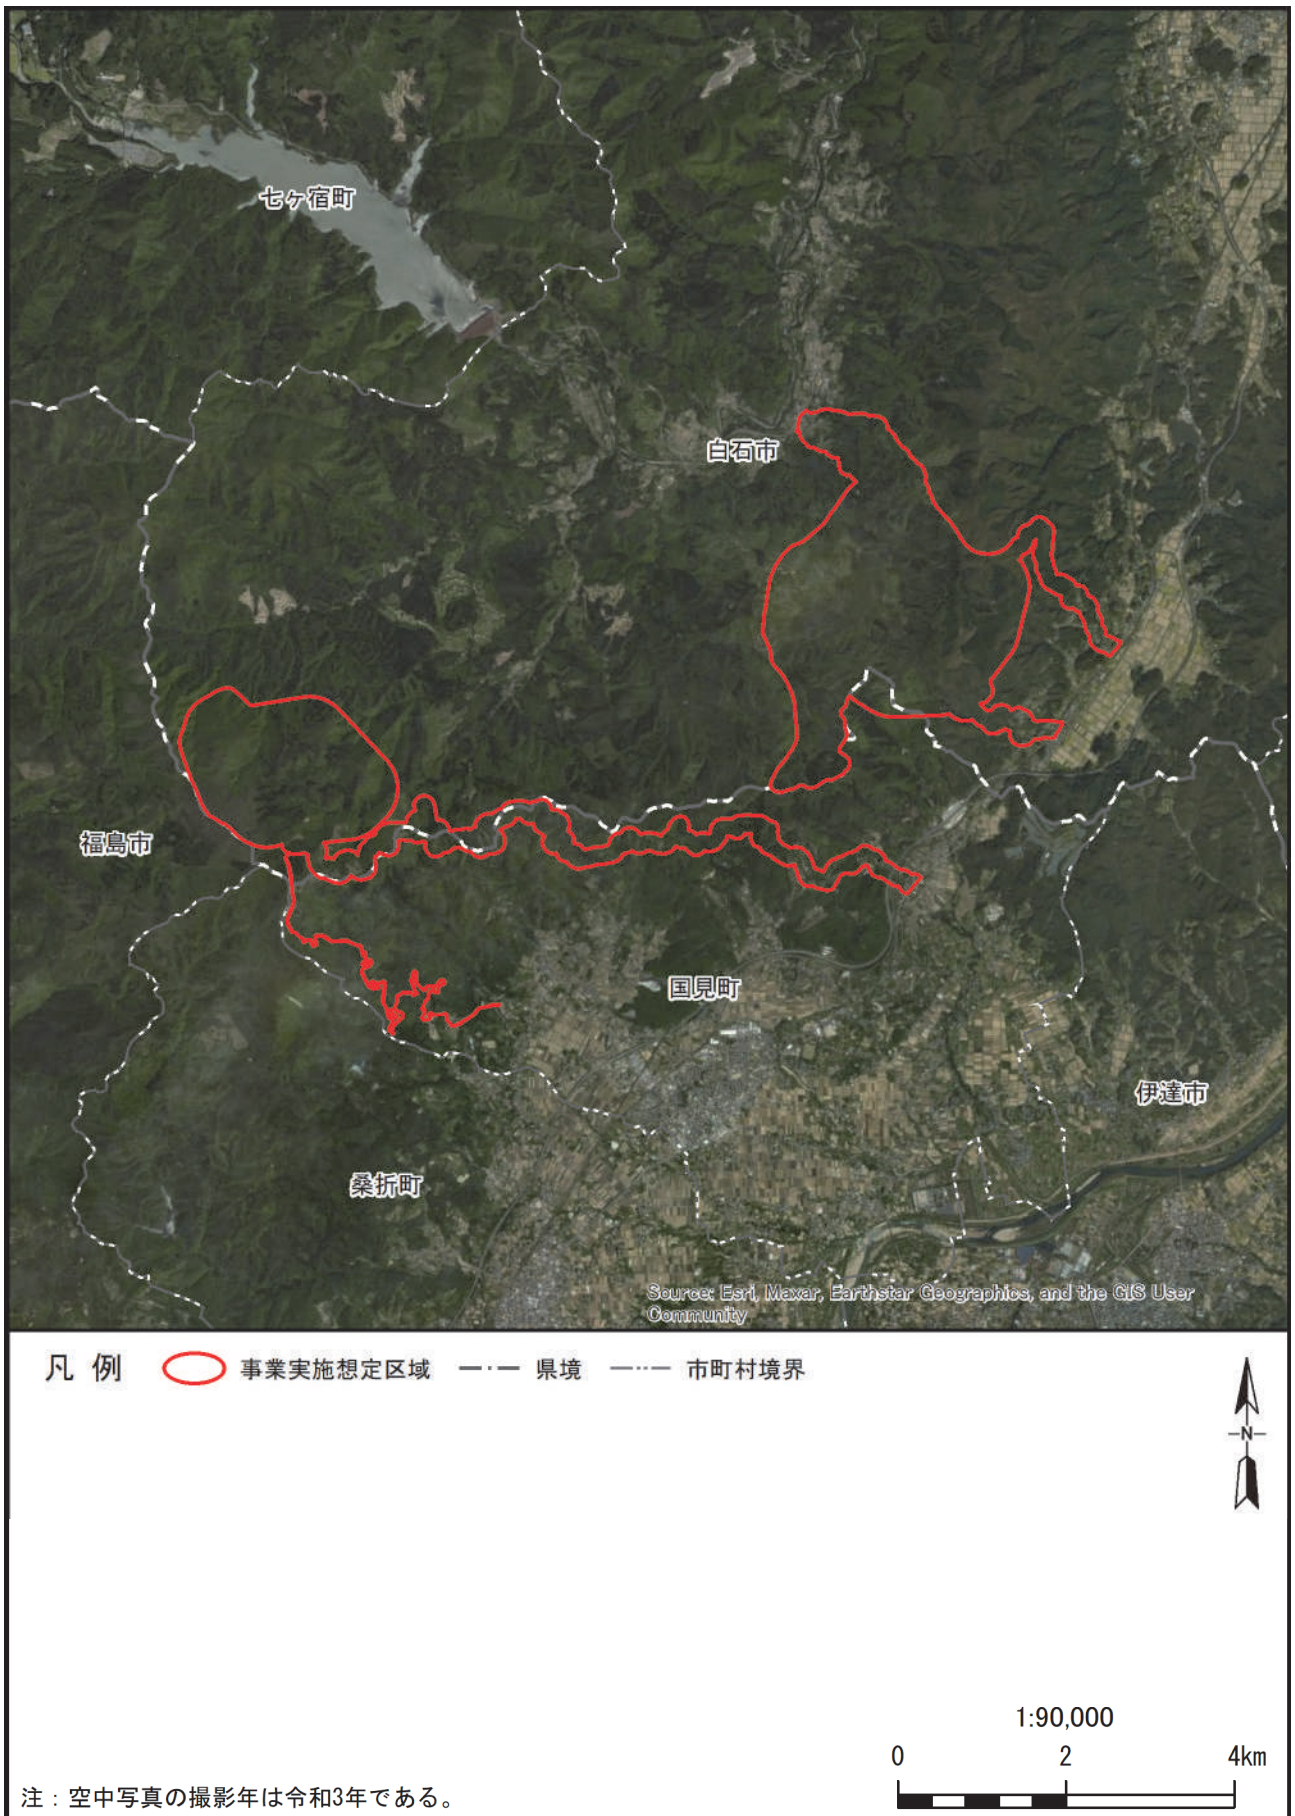 七ヶ宿町
白石市
福島市
国見町
伊達市
桑折町
Source: Esri, Maxar, Earthstar Geographics, and the GIS User
Community
凡 例 事業実施想定区域 県境 市町村境界
N
1:90,000
0 2 4km
注：空中写真の撮影年は令和3年である。